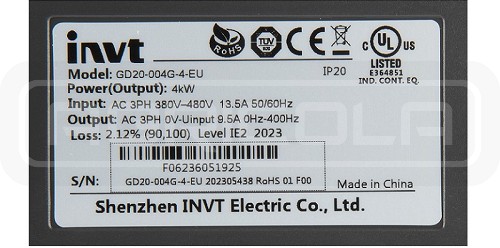 invt
RoHS
TÜV
CE
UL
LISTED
E364851
IND. CONT. EQ.
Model: GD20-004G-4-EU
IP20
Power(Output): 4kW
Input: AC 3PH 380V-480V 13.5A 50/60Hz
Output: AC 3PH 0V-Uinput 9.5A 0Hz-400Hz
Loss: 2.12% (90,100) Level IE2 2023
F06236051925
S/N: GD20-004G-4-EU 202305438 RoHS 01 F00
Made in China
Shenzhen INVT Electric Co., Ltd.